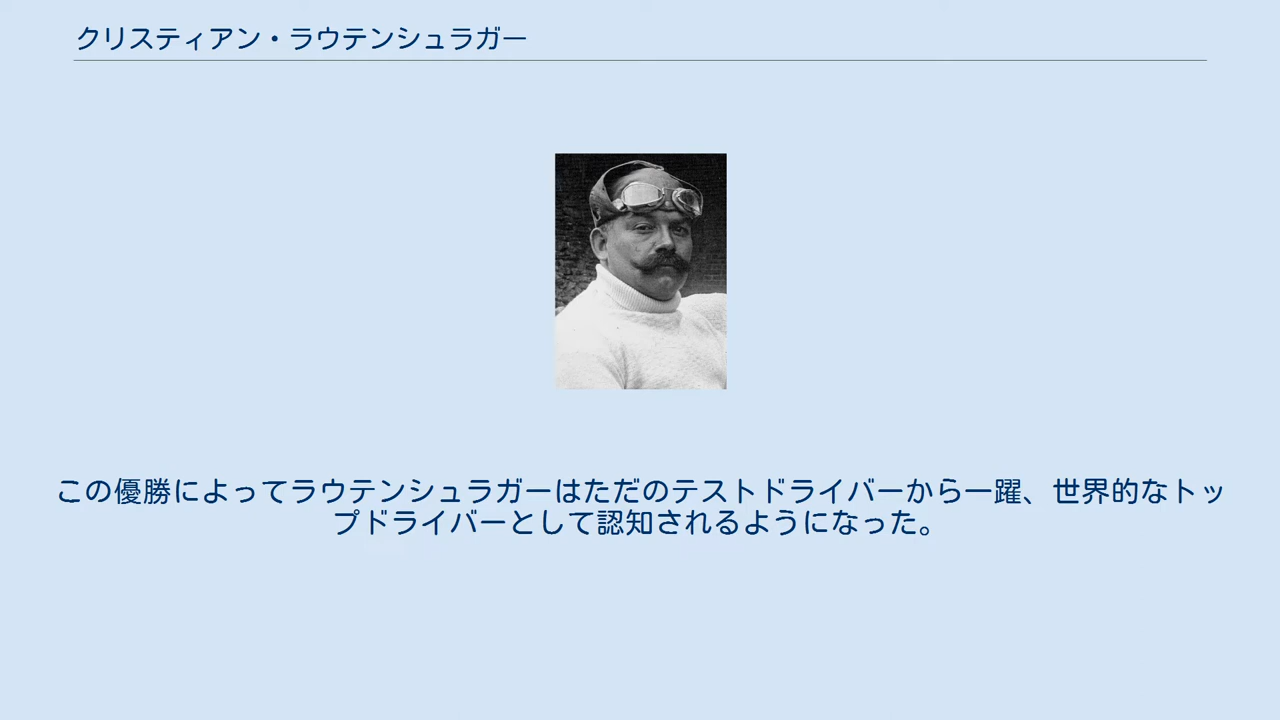 クリスティアン・ラウテンシュラガー
この優勝によってラウテンシュラガーはただのテストドライバーから一躍、世界的なトッ
プドライバーとして認知されるようになった。